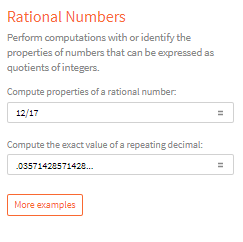 Rational Numbers
Perform computations with or identify the
properties of numbers that can be expressed as
quotients of integers.
Compute properties of a rational number:
12/17
=
Compute the exact value of a repeating decimal:
.03571428571428...
=
More examples